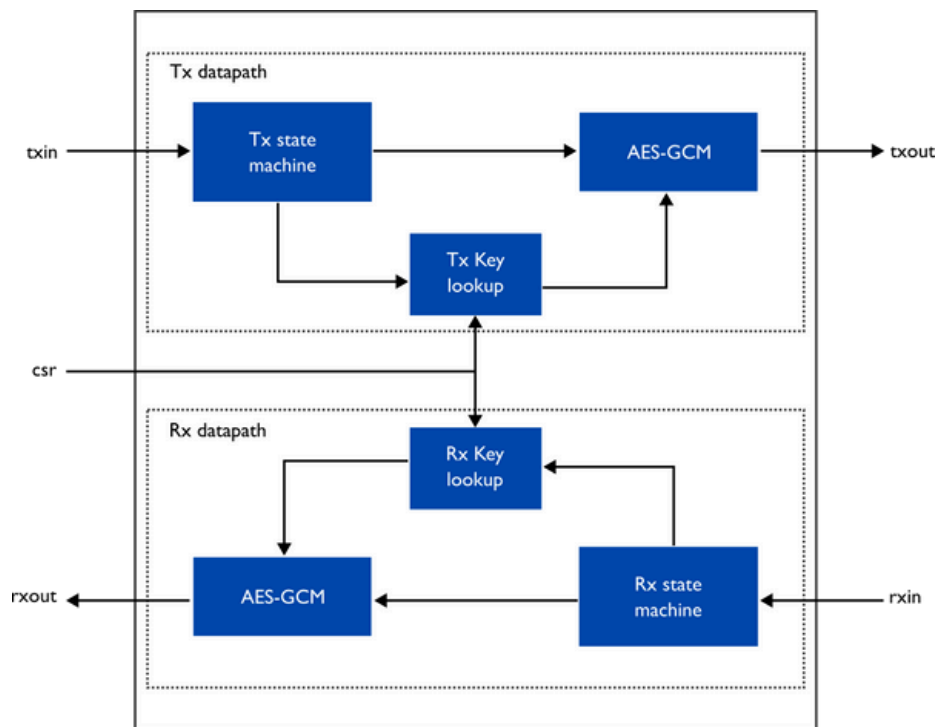 Tx datapath
Tx state
machine
AES-GCM
txin
txout
Tx Key
lookup
csr
Rx datapath
Rx Key
lookup
rxout
AES-GCM
Rx state
machine
rxin